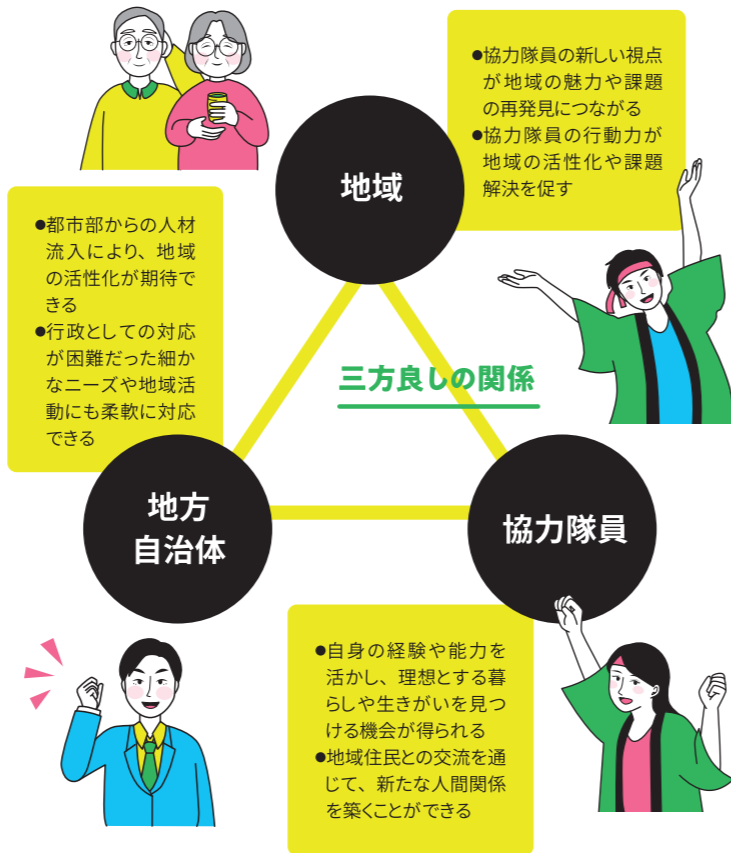 地域
●協力隊員の新しい視点
が地域の魅力や課題
の再発見につながる
●協力隊員の行動力が
地域の活性化や課題
解決を促す
●都市部からの人材
流入により、地域
の活性化が期待で
きる
●行政としての対応
が困難だった細か
なニーズや地域活
動にも柔軟に対応
できる
三方良しの関係
地方
自治体
協力隊員
●自身の経験や能力を
活かし、理想とする暮
らしや生きがいを見つ
ける機会が得られる
●地域住民との交流を通
じて、新たな人間関係
を築くことができる